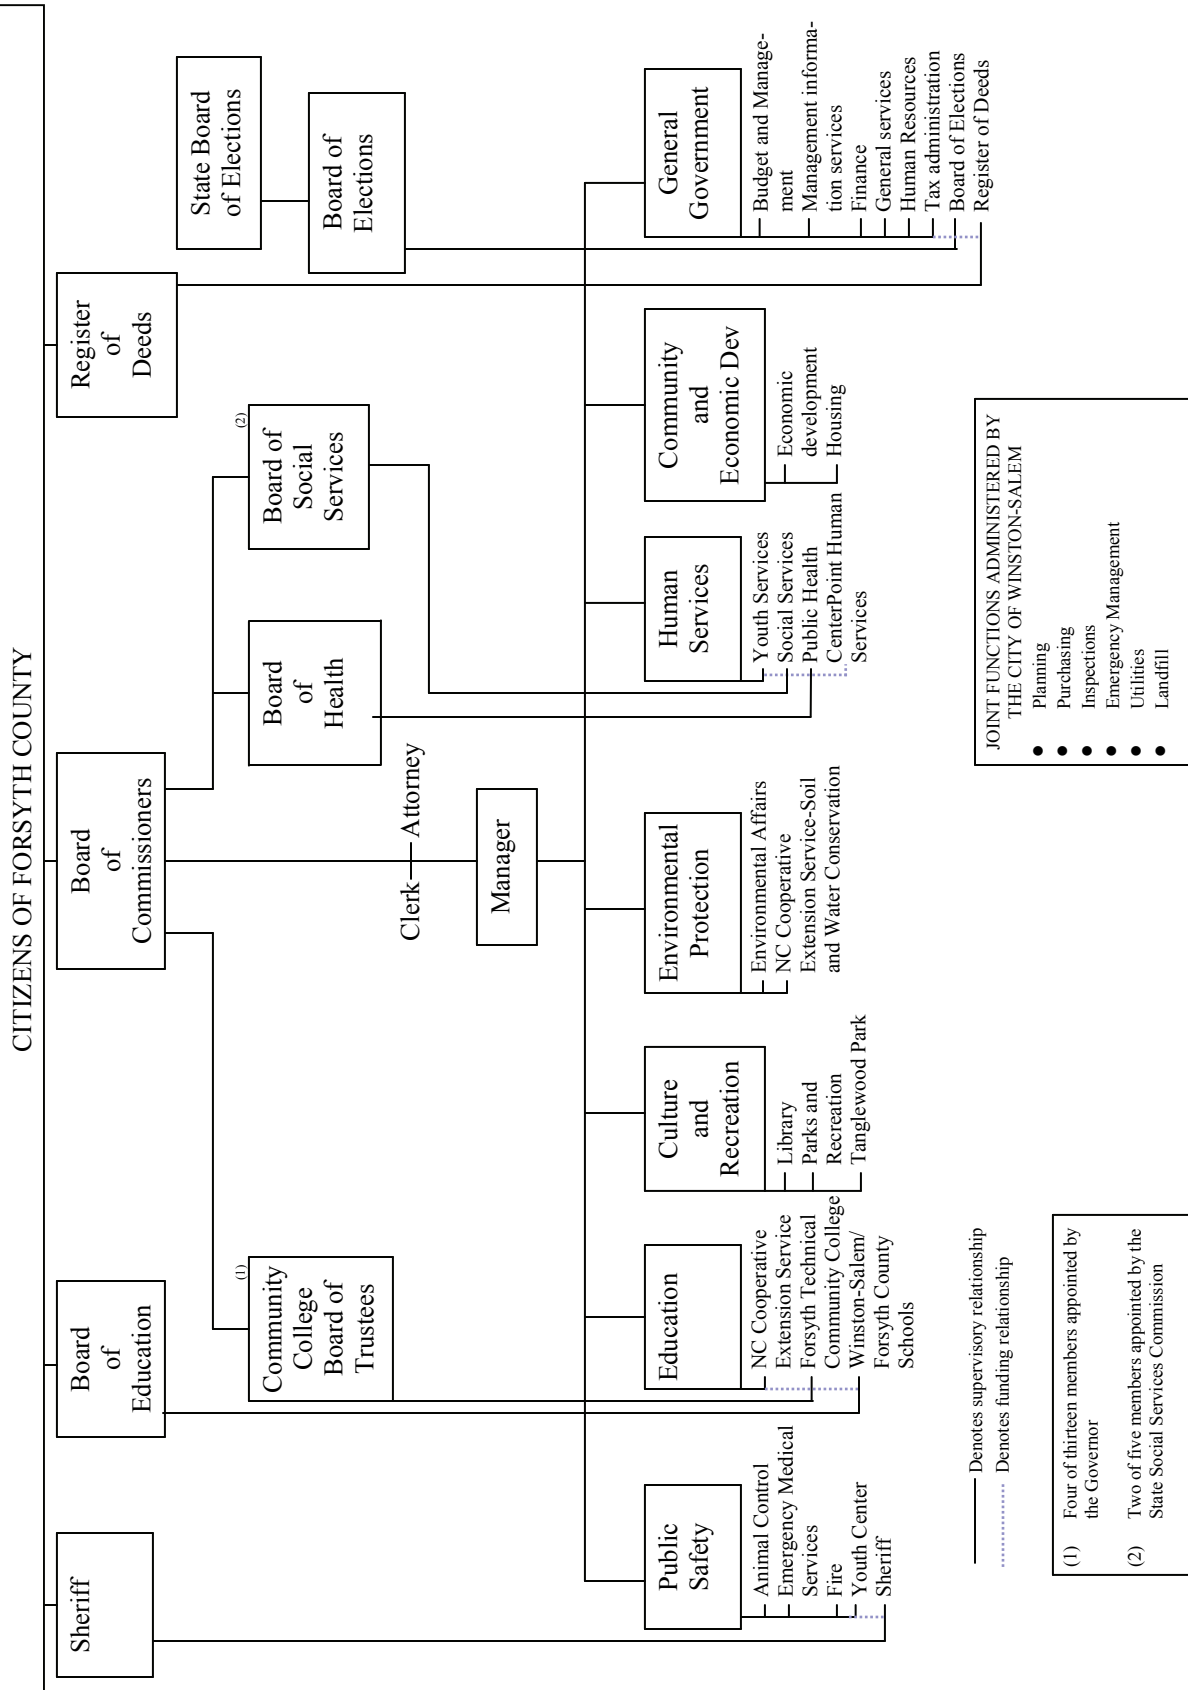 CITIZENS OF FORSYTH COUNTY
Sheriff
Board
of
Education
Board
of
Commissioners
Register
of
Deeds
State Board
of Elections
Board of
Elections
(1)
Community
College
Board of
Trustees
Board
of
Health
(2)
Board of
Social
Services
Clerk
Attorney
Manager
Public
Safety
Animal Control
Emergency Medical
Services
Fire
Youth Center
Sheriff
Education
NC Cooperative
Extension Service
Forsyth Technical
Community College
Winston-Salem/
Forsyth County
Schools
Culture
and
Recreation
Library
Parks and
Recreation
Tanglewood Park
Environmental
Protection
Environmental Affairs
NC Cooperative
Extension Service-Soil
and Water Conservation
Human
Services
Youth Services
Social Services
Public Health
CenterPoint Human
Services
Community
and
Economic Dev
Economic
development
Housing
General
Government
Budget and Manage-
ment
Management informa-
tion services
Finance
General services
Human Resources
Tax administration
Board of Elections
Register of Deeds
Denotes supervisory relationship
Denotes funding relationship
(1) Four of thirteen members appointed by
the Governor
(2) Two of five members appointed by the
State Social Services Commission
JOINT FUNCTIONS ADMINISTERED BY
THE CITY OF WINSTON-SALEM
● Planning
● Purchasing
● Inspections
● Emergency Management
● Utilities
● Landfill